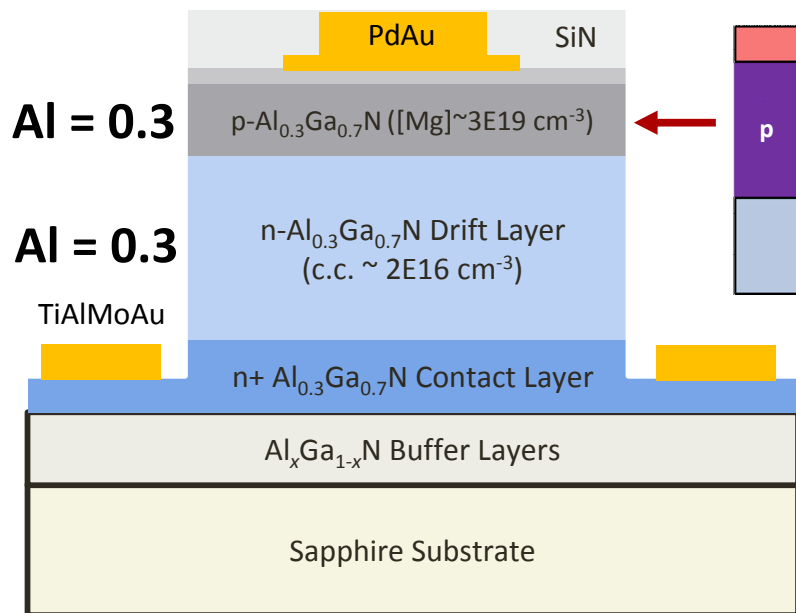 PdAu
SiN
Al = 0.3
p-Al0.3Ga0.7N ([Mg]~3E19 cm-3)
p
Al = 0.3
n-Al0.3Ga0.7N Drift Layer
(c.c. ~ 2E16 cm-3)
TiAlMoAu
n+ Al0.3Ga0.7N Contact Layer
AlxGa1-xN Buffer Layers
Sapphire Substrate